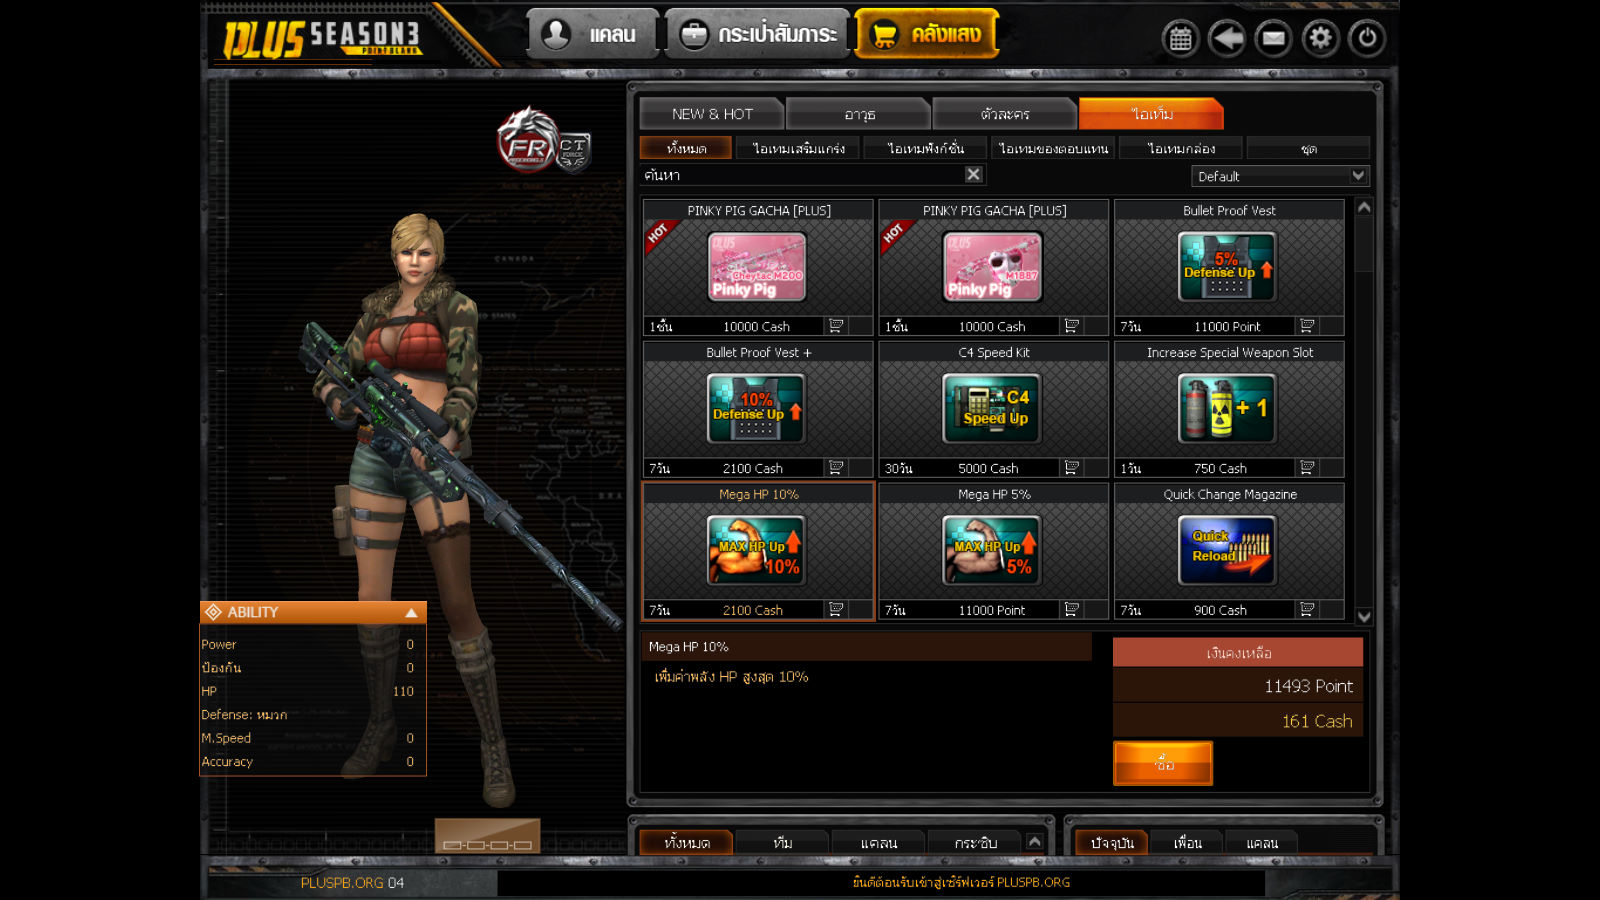 PLUS SEASON3
POINT BLANK
แคลน
กระเป๋าสัมภาระ
คลังแสง
FR
CT
FORCE
NEW & HOT
อาวุธ
ตัวละคร
ไอเท็ม
ทั้งหมด
ไอเทมเสริมแกร่ง
ไอเทมฟังก์ชั่น
ไอเทมของตอบแทน
ไอเทมกล่อง
ชุด
ค้นหา
Default
PINKY PIG GACHA [PLUS]
HOT
PLUS
Cheytac M200
Pinky Pig
1ชิ้น
10000 Cash
PINKY PIG GACHA [PLUS]
HOT
PLUS
M1887
Pinky Pig
1ชิ้น
10000 Cash
Bullet Proof Vest
5%
Defense Up
7วัน
11000 Point
Bullet Proof Vest +
10%
Defense Up
7วัน
2100 Cash
C4 Speed Kit
C4
Speed Up
30วัน
5000 Cash
Increase Special Weapon Slot
+ 1
1วัน
750 Cash
Mega HP 10%
MAX HP Up
10%
7วัน
2100 Cash
Mega HP 5%
MAX HP Up
5%
7วัน
11000 Point
Quick Change Magazine
Quick
Reload
7วัน
900 Cash
ABILITY
Power 0
ป้องกัน 0
HP 110
Defense: หมวก
M.Speed 0
Accuracy 0
Mega HP 10%
เพิ่มค่าพลัง HP สูงสุด 10%
เงินคงเหลือ
11493 Point
161 Cash
ซื้อ
ทั้งหมด
ทีม
แคลน
กระซิบ
ปัจจุบัน
เพื่อน
แคลน
PLUSPB.ORG 04
ยินดีต้อนรับเข้าสู่เซิร์ฟเวอร์ PLUSPB.ORG